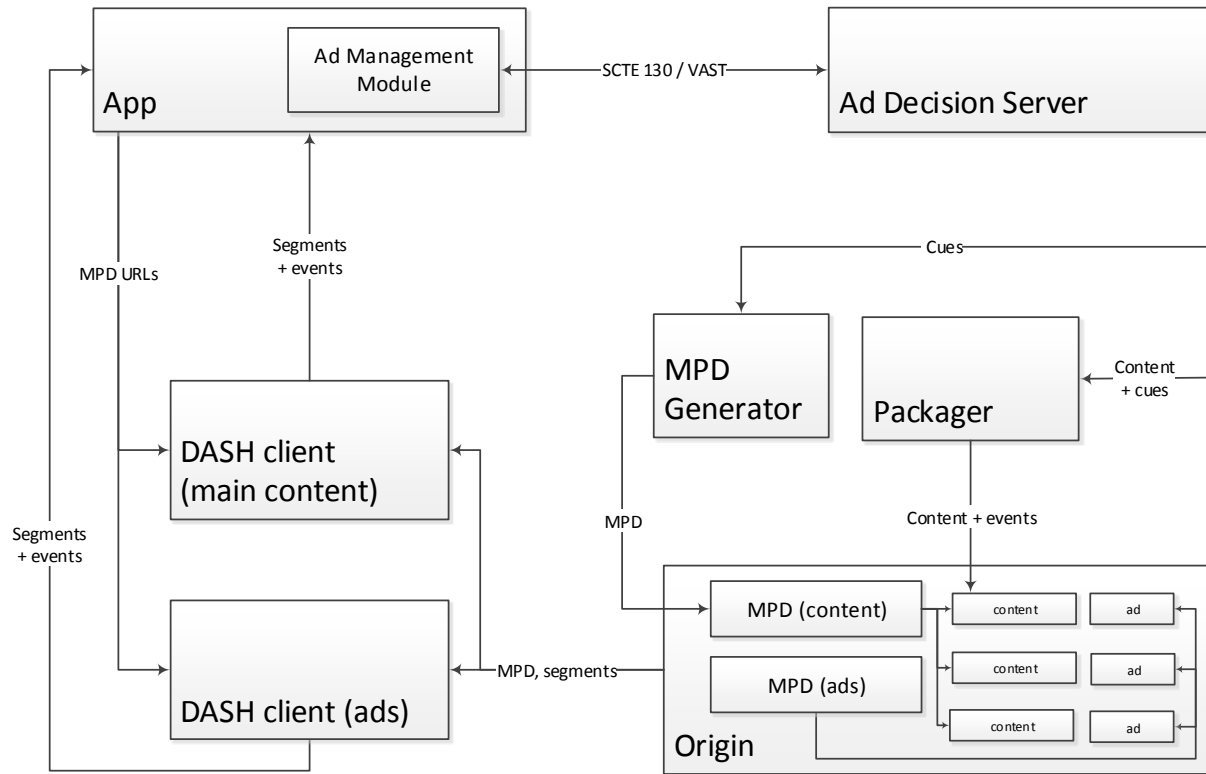 Ad Management
Module
App
SCTE 130 / VAST
Ad Decision Server
Segments
+ events
MPD URLs
Cues
MPD
Generator
Packager
Content
+ cues
DASH client
(main content)
Segments
+ events
MPD
Content + events
MPD (content)
content
ad
MPD, segments
content
ad
MPD (ads)
DASH client (ads)
content
ad
Origin